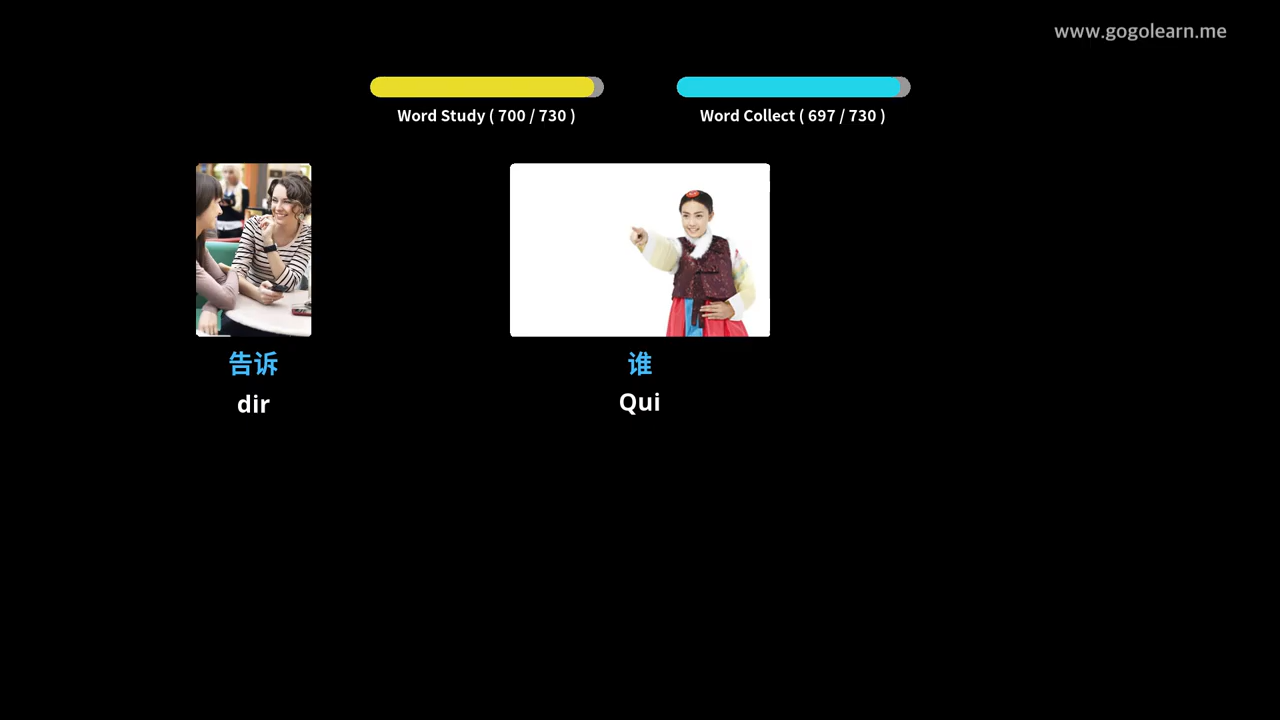 www.gogolearn.me
Word Study ( 700 / 730 )
Word Collect ( 697 / 730 )
告诉
dir
谁
Qui